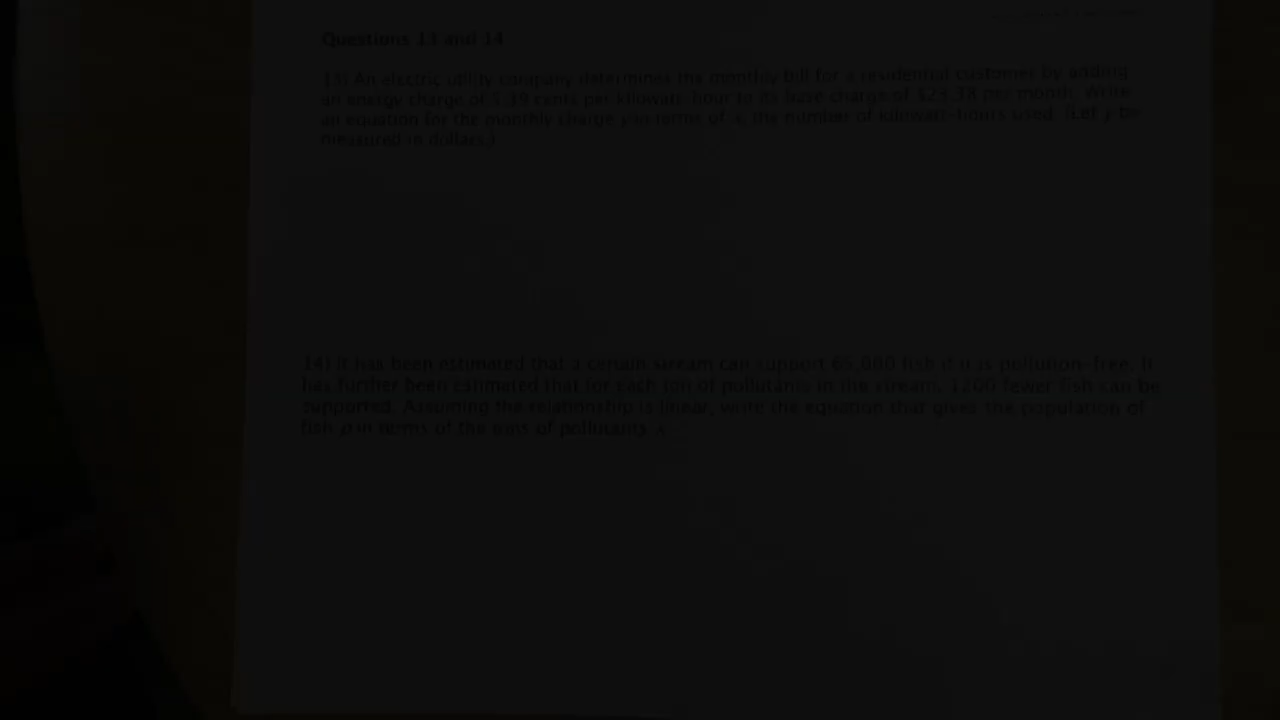 Questions 13 and 14
13) An electric utility company determines the monthly bill for a residential customer by adding
an energy charge of cents per kilowatt-hour to its base charge of per month. Write
an equation for the monthly charge y in terms of x, the number of kilowatt-hours used. (Let y be
measured in dollars.)
14) It has been estimated that a certain stream can support 65,000 fish if it is pollution-free. It
has further been estimated that for each ton of pollutants in the stream, 1200 fewer fish can be
supported. Assuming the relationship is linear, write the equation that gives the population of
fish p in terms of the tons of pollutants x.